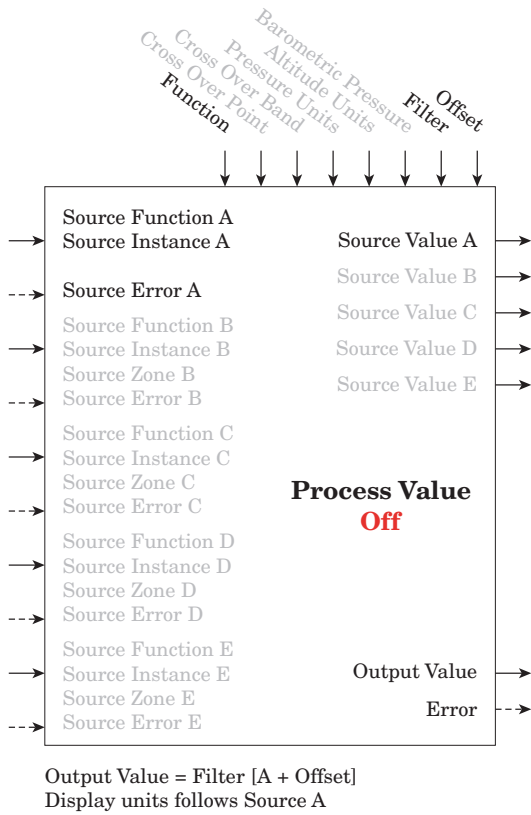 Function
Cross Over Point
Cross Over Band
Pressure Units
Altitude Units
Barometric Pressure
Filter
Offset
Source Function A
Source Instance A
Source Error A
Source Function B
Source Instance B
Source Zone B
Source Error B
Source Function C
Source Instance C
Source Zone C
Source Error C
Source Function D
Source Instance D
Source Zone D
Source Error D
Source Function E
Source Instance E
Source Zone E
Source Error E
Source Value A
Source Value B
Source Value C
Source Value D
Source Value E
Process Value
Off
Output Value
Error
Output Value = Filter [A + Offset]
Display units follows Source A